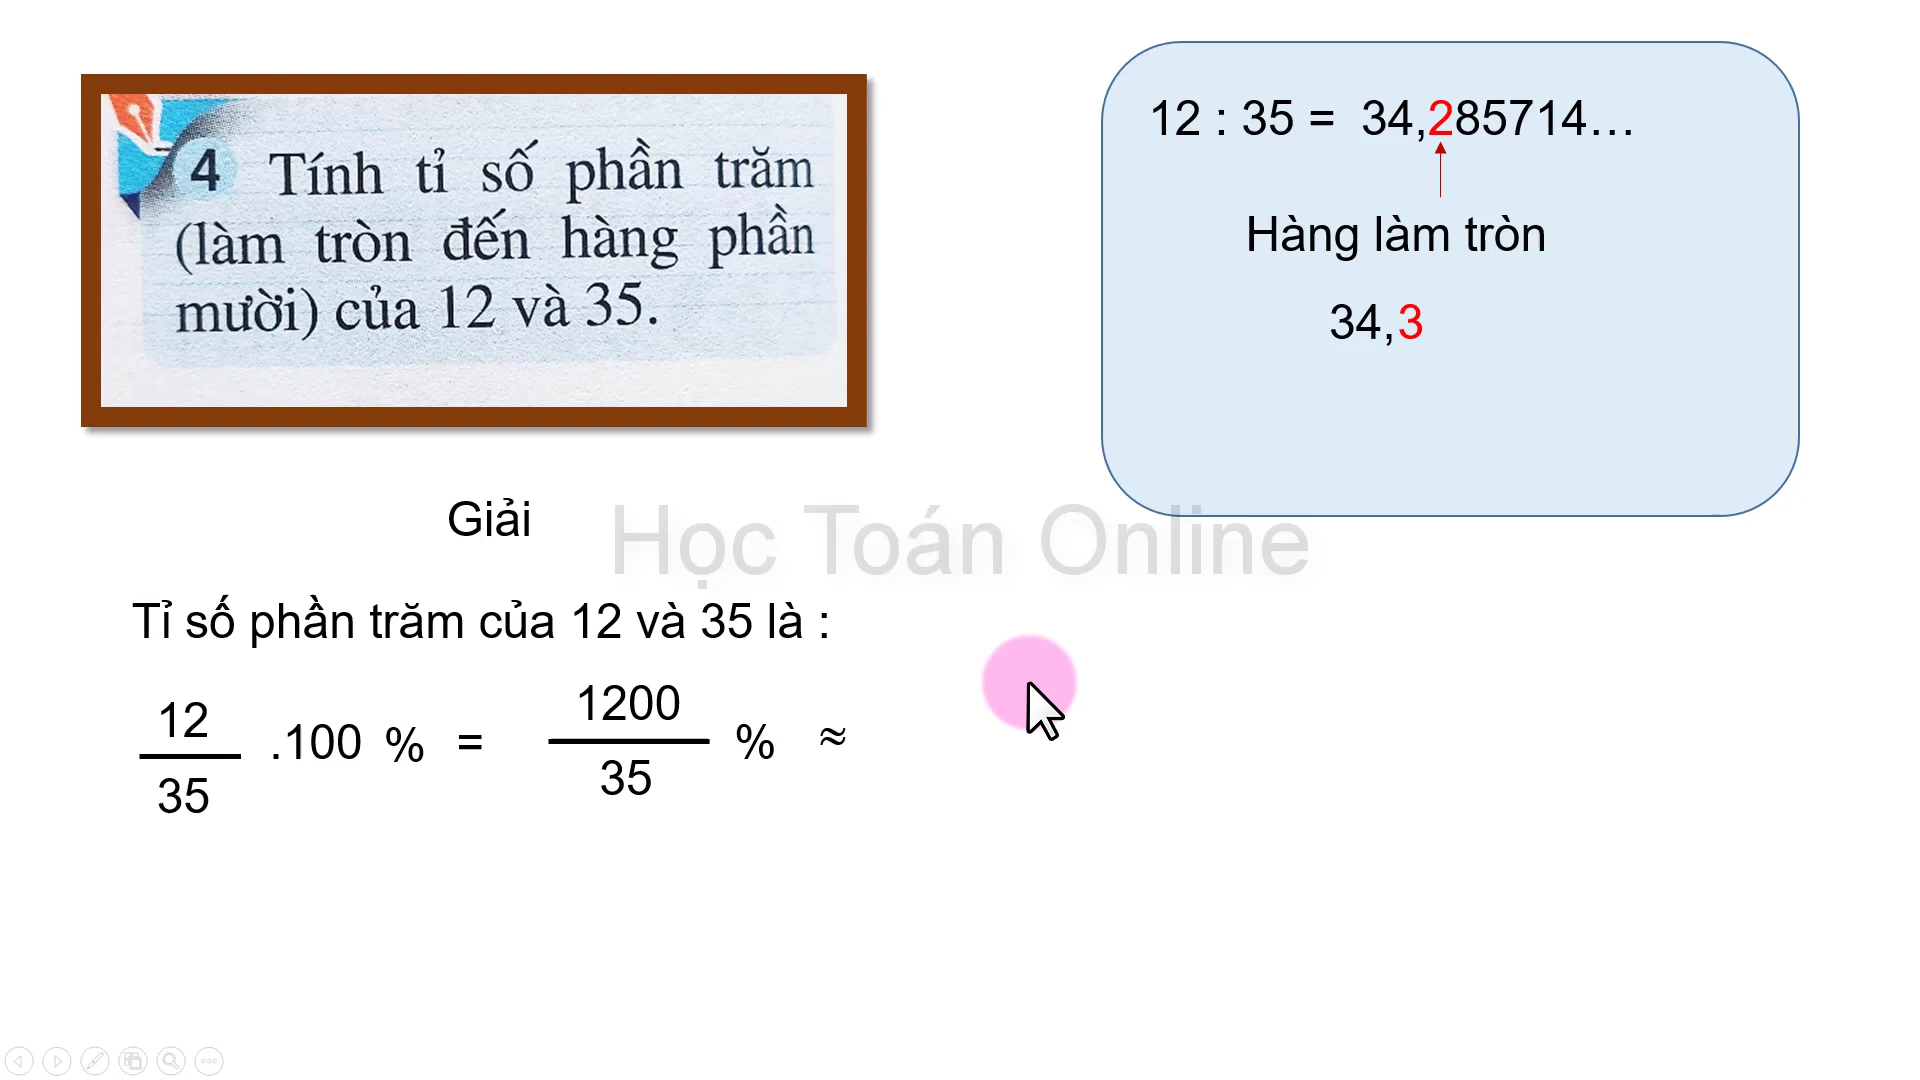 4 Tính tỉ số phần trăm
(làm tròn đến hàng phần
mười) của 12 và 35.
12 : 35 = 34,285714…
Hàng làm tròn
34,3
Giải
Học Toán Online
Tỉ số phần trăm của 12 và 35 là :
12
35
.100 % =
1200
35
% ≈